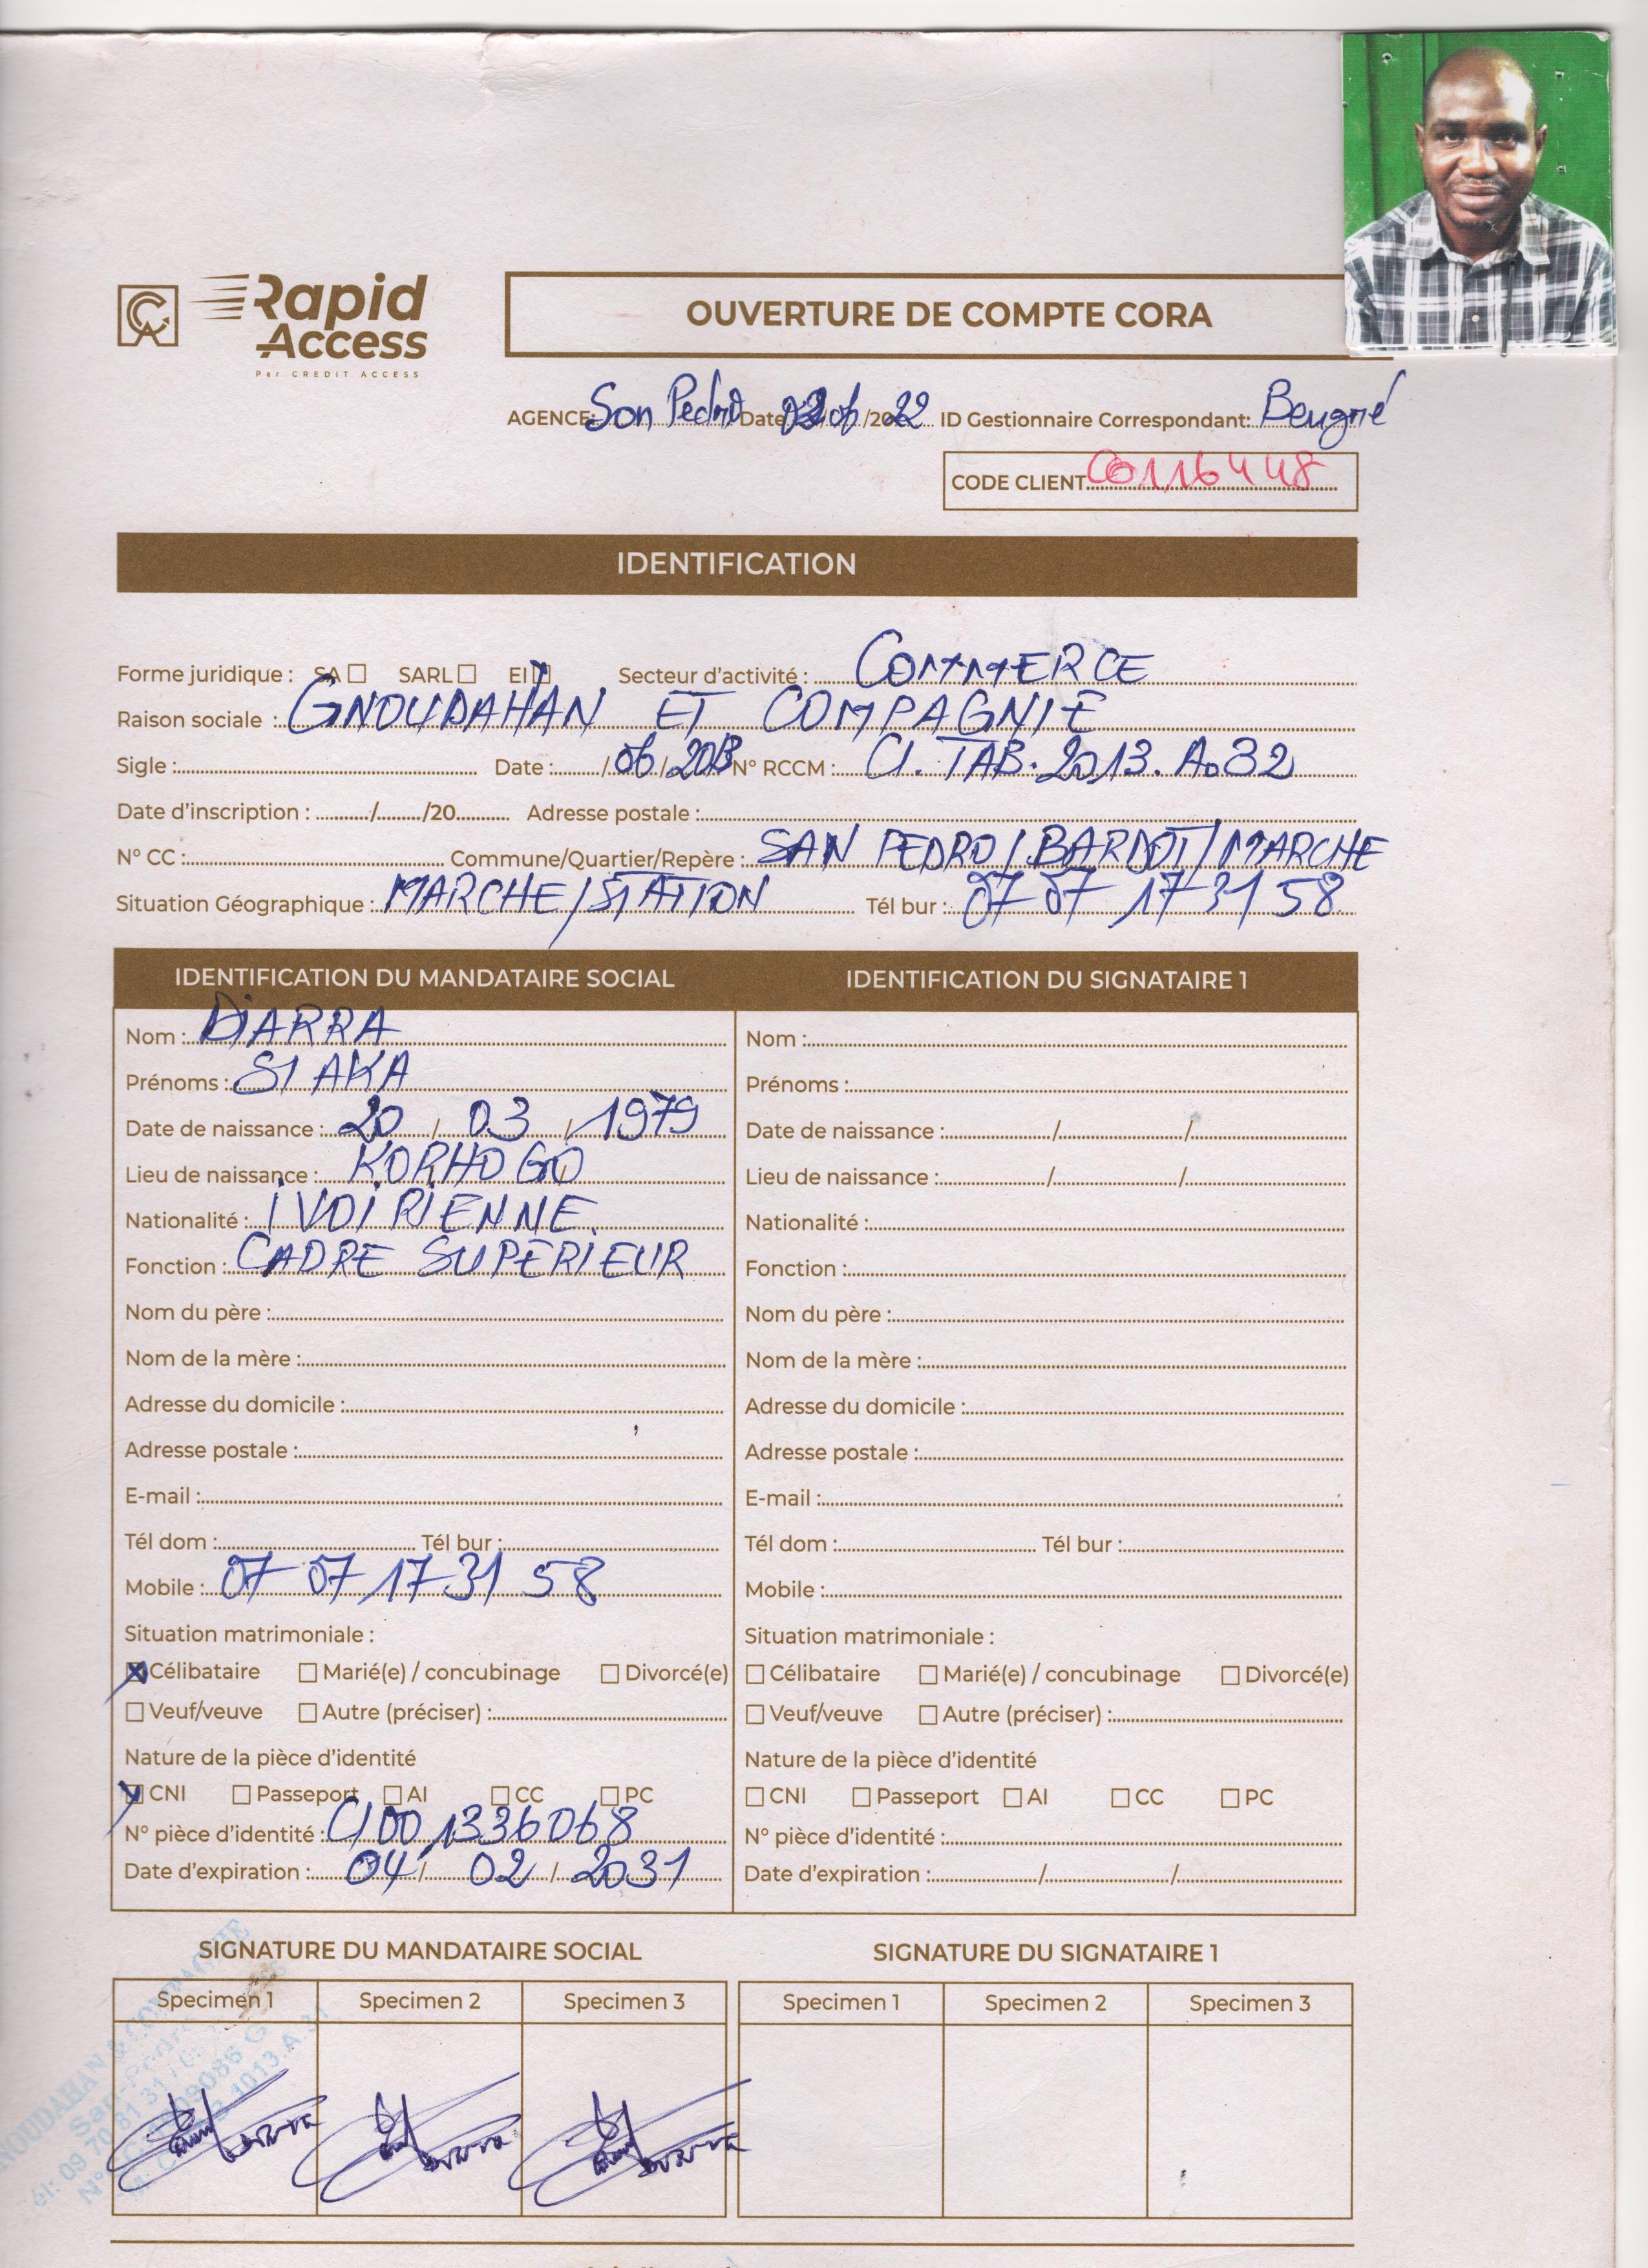 Rapid
Access
Par CREDIT ACCESS
OUVERTURE DE COMPTE CORA
AGENCE: San Pedro Date 02/06/2022 ID Gestionnaire Correspondant: Beugré
CODE CLIENT C0116448
IDENTIFICATION
Forme juridique : SA ☐ SARL ☐ EI ☒ Secteur d'activité : COMMERCE
Raison sociale : GNOUDAHAN ET COMPAGNIE
Sigle : Date : /06/2013 N° RCCM : CI. TAB. 2013. A. 32
Date d'inscription : / /20 Adresse postale :
N° CC : Commune/Quartier/Repère : SAN PEDRO/BARDOT/MARCHE
Situation Géographique : MARCHE/STATION Tél bur : 07 07 17 31 58
IDENTIFICATION DU MANDATAIRE SOCIAL
Nom : DIARRA
Prénoms : SIAKA
Date de naissance : 20 / 03 / 1979
Lieu de naissance : KORHOGO
Nationalité : IVOIRIENNE.
Fonction : CADRE SUPERIEUR
Nom du père :
Nom de la mère :
Adresse du domicile :
Adresse postale :
E-mail :
Tél dom : Tél bur :
Mobile : 07 07 17 31 58
Situation matrimoniale :
☒ Célibataire ☐ Marié(e) / concubinage ☐ Divorcé(e)
☐ Veuf/veuve ☐ Autre (préciser) :
Nature de la pièce d'identité
☒ CNI ☐ Passeport ☐ AI ☐ CC ☐ PC
N° pièce d'identité : CI001336068
Date d'expiration : 04 / 02 / 2031
IDENTIFICATION DU SIGNATAIRE 1
Nom :
Prénoms :
Date de naissance : / /
Lieu de naissance : / /
Nationalité :
Fonction :
Nom du père :
Nom de la mère :
Adresse du domicile :
Adresse postale :
E-mail :
Tél dom : Tél bur :
Mobile :
Situation matrimoniale :
☐ Célibataire ☐ Marié(e) / concubinage ☐ Divorcé(e)
☐ Veuf/veuve ☐ Autre (préciser) :
Nature de la pièce d'identité
☐ CNI ☐ Passeport ☐ AI ☐ CC ☐ PC
N° pièce d'identité :
Date d'expiration : / /
SIGNATURE DU MANDATAIRE SOCIAL
Specimen 1 Specimen 2 Specimen 3
SIGNATURE DU SIGNATAIRE 1
Specimen 1 Specimen 2 Specimen 3